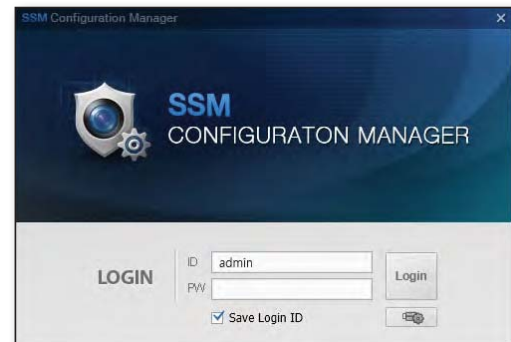 SSM Configuration Manager
SSM
CONFIGURATON MANAGER
LOGIN
ID
admin
PW
Login
Save Login ID